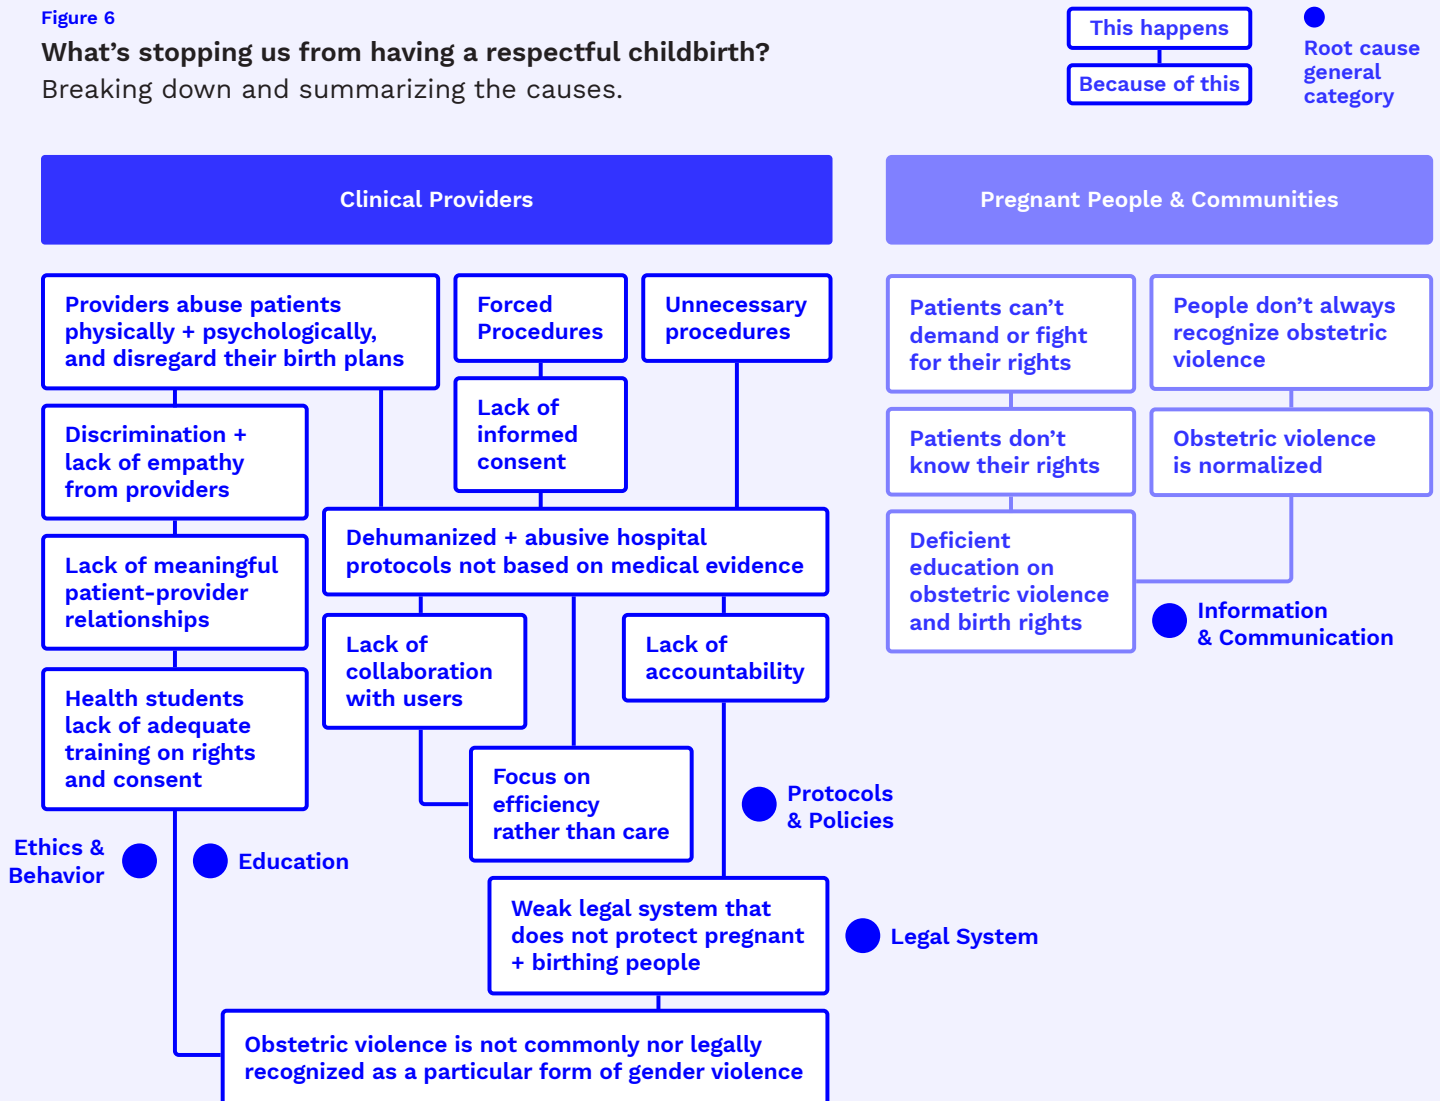 Figure 6
What’s stopping us from having a respectful childbirth?
Breaking down and summarizing the causes.
This happens
Because of this
Root cause
general
category
Clinical Providers
Pregnant People & Communities
Providers abuse patients
physically + psychologically,
and disregard their birth plans
Forced
Procedures
Unnecessary
procedures
Discrimination +
lack of empathy
from providers
Lack of
informed
consent
Lack of meaningful
patient-provider
relationships
Dehumanized + abusive hospital
protocols not based on medical evidence
Health students
lack of adequate
training on rights
and consent
Lack of
collaboration
with users
Lack of
accountability
Focus on
efficiency
rather than care
Protocols
& Policies
Ethics &
Behavior
Education
Weak legal system that
does not protect pregnant
+ birthing people
Legal System
Obstetric violence is not commonly nor legally
recognized as a particular form of gender violence
Patients can’t
demand or fight
for their rights
People don’t always
recognize obstetric
violence
Patients don’t
know their rights
Obstetric violence
is normalized
Deficient
education on
obstetric violence
and birth rights
Information
& Communication